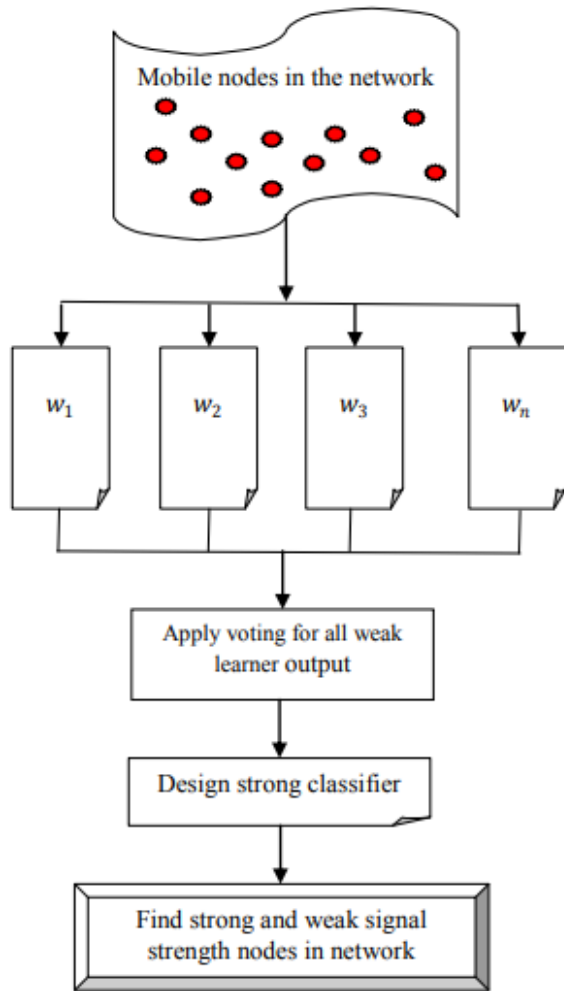 Mobile nodes in the network
w₁ w₂ w₃ wₙ
Apply voting for all weak
learner output
Design strong classifier
Find strong and weak signal
strength nodes in network